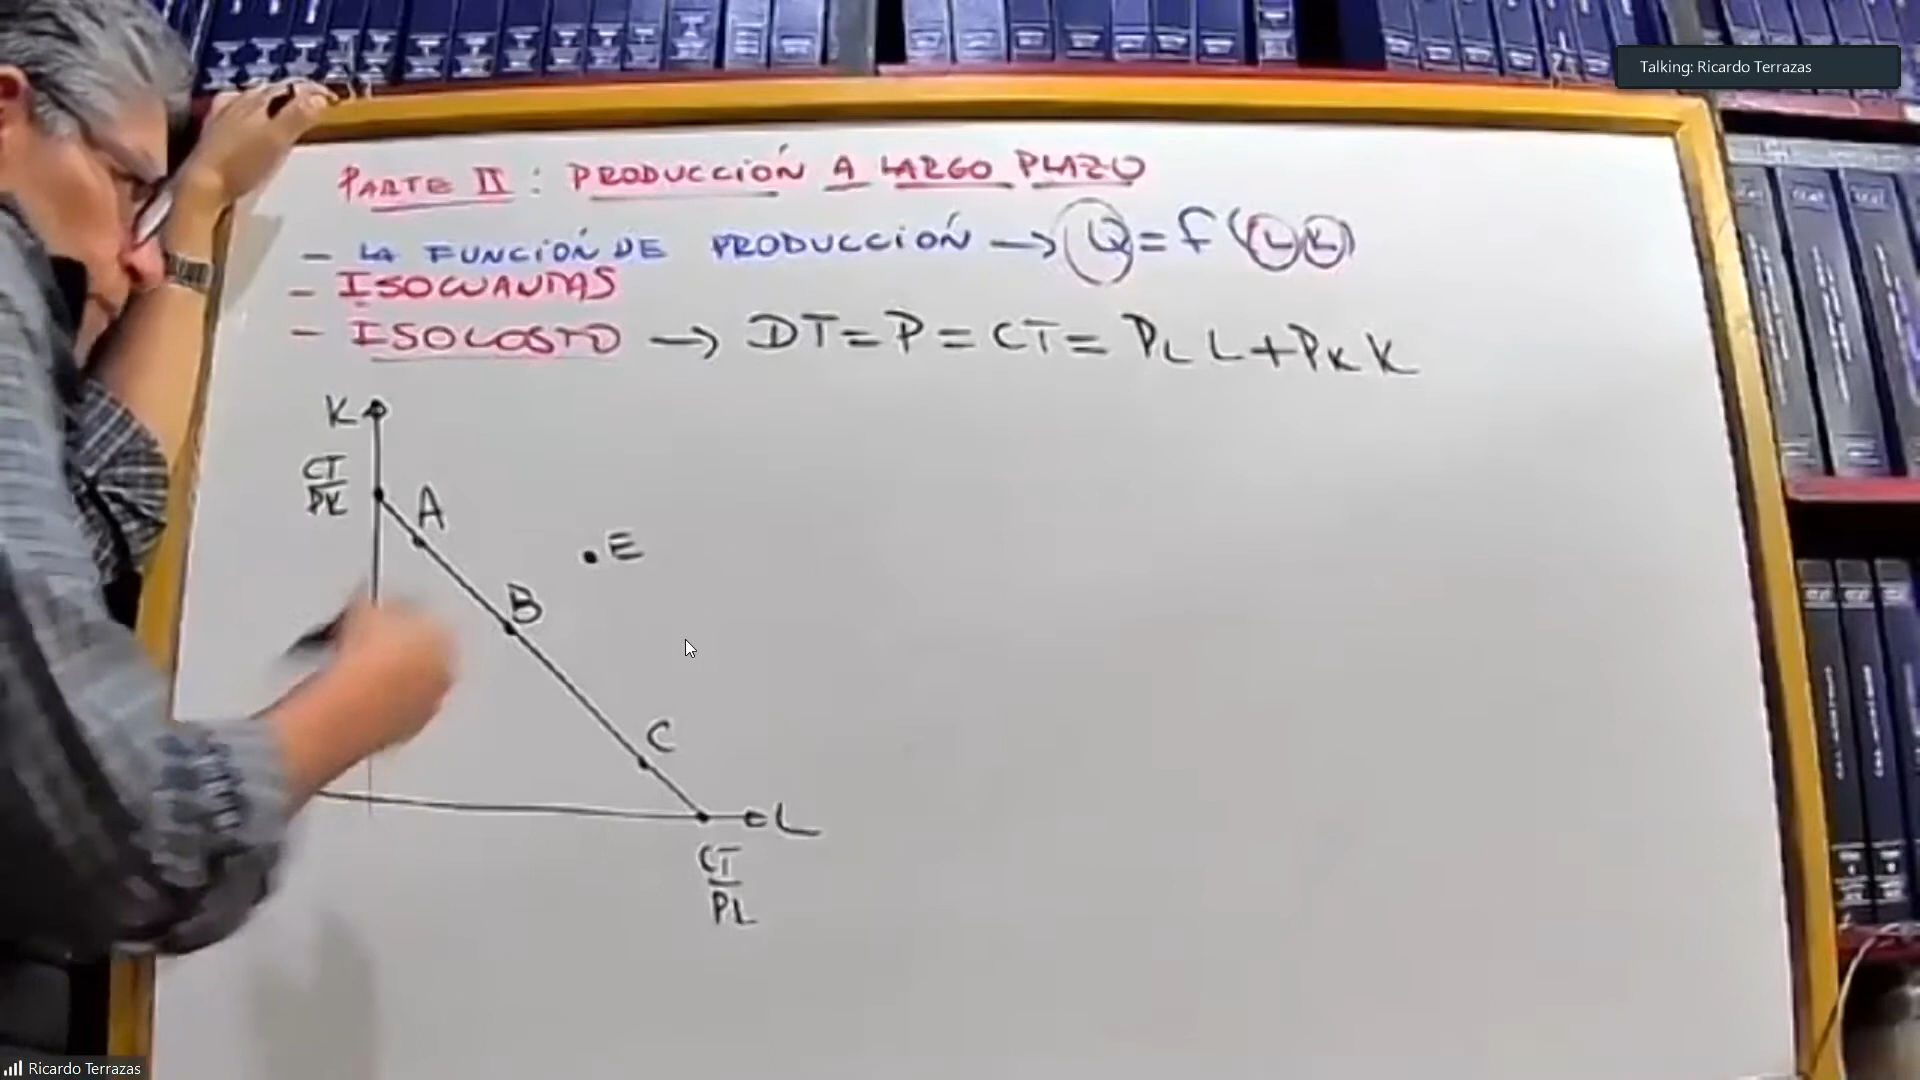 Talking: Ricardo Terrazas
PARTE II : PRODUCCIÓN A LARGO PLAZO
- LA FUNCIÓN DE PRODUCCIÓN → Q = f(L,K)
- ISOCUANTAS
- ISOCOSTO → DT = P = CT = PL L + PK K
K
CT
PK
A
E
B
C
L
CT
PL
Ricardo Terrazas